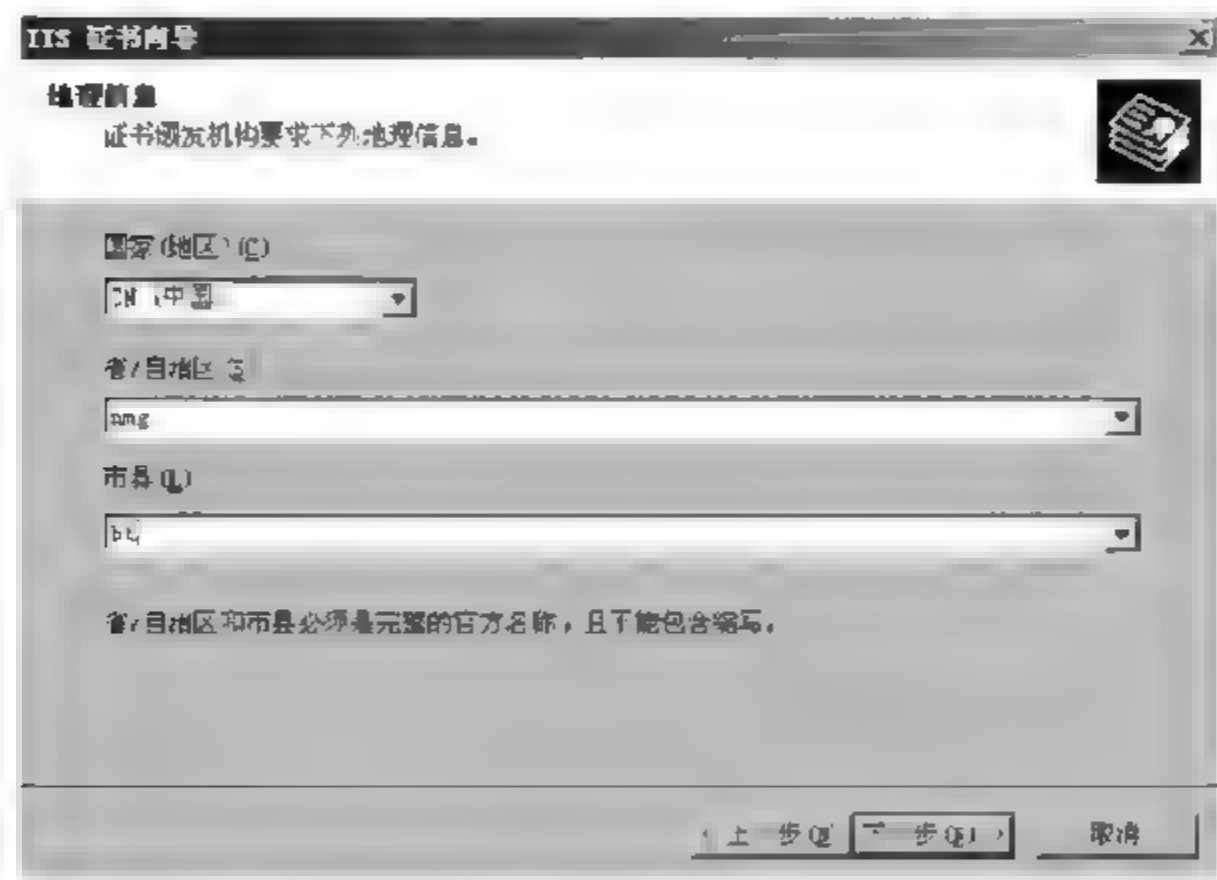 IIS 证书向导
地理信息
证书颁发机构要求下列地理信息。
国家(地区)(C)
CN (中国
省/自治区(S)
nmg
市县(L)
bt
省/自治区和市县必须是完整的官方名称，且不能包含缩写。
< 上一步(B) 下一步(N) > 取消